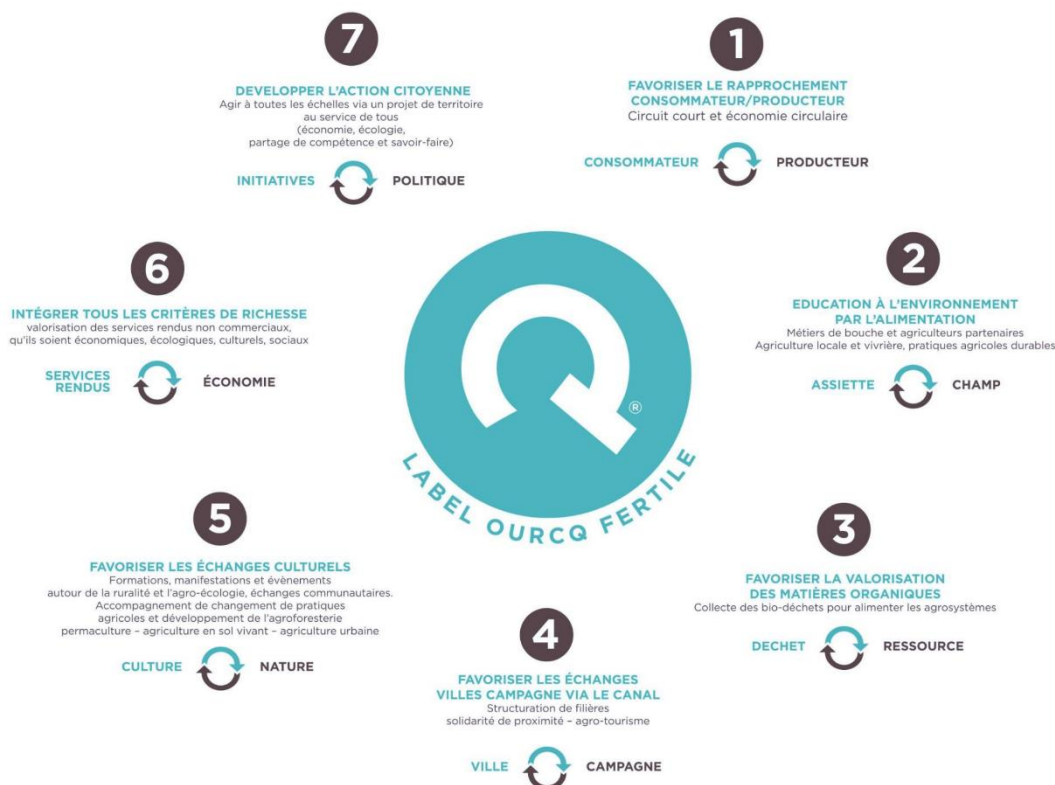 1
FAVORISER LE RAPPROCHEMENT
CONSOMMATEUR/PRODUCTEUR
Circuit court et économie circulaire
CONSOMMATEUR PRODUCTEUR
2
EDUCATION À L'ENVIRONMENT
PAR L'ALIMENTATION
Métiers de bouche et agriculteurs partenaires
Agriculture locale et vivrière, pratiques agricoles durables
ASSIETTE CHAMP
3
FAVORISER LA VALORISATION
DES MATIÈRES ORGANIQUES
Collecte des bio-déchets pour alimenter les agrosystèmes
DECHET RESSOURCE
4
FAVORISER LES ÉCHANGES
VILLES CAMPAGNE VIA LE CANAL
Structuration de filières
solidarité de proximité – agro-tourisme
VILLE CAMPAGNE
5
FAVORISER LES ÉCHANGES CULTURELS
Formations, manifestations et évènements
autour de la ruralité et l'agro-écologie, échanges communautaires.
Accompagnement de changement de pratiques
agricoles et développement de l'agroforesterie
permaculture – agriculture en sol vivant – agriculture urbaine
CULTURE NATURE
6
INTÉGRER TOUS LES CRITÈRES DE RICHESSE
valorisation des services rendus non commerciaux,
qu'ils soient économiques, écologiques, culturels, sociaux
SERVICES
RENDUS ÉCONOMIE
7
DEVELOPPER L'ACTION CITOYENNE
Agir à toutes les échelles via un projet de territoire
au service de tous
(économie, écologie,
partage de compétence et savoir-faire)
INITIATIVES POLITIQUE
Q®
LABEL OURCQ FERTILE